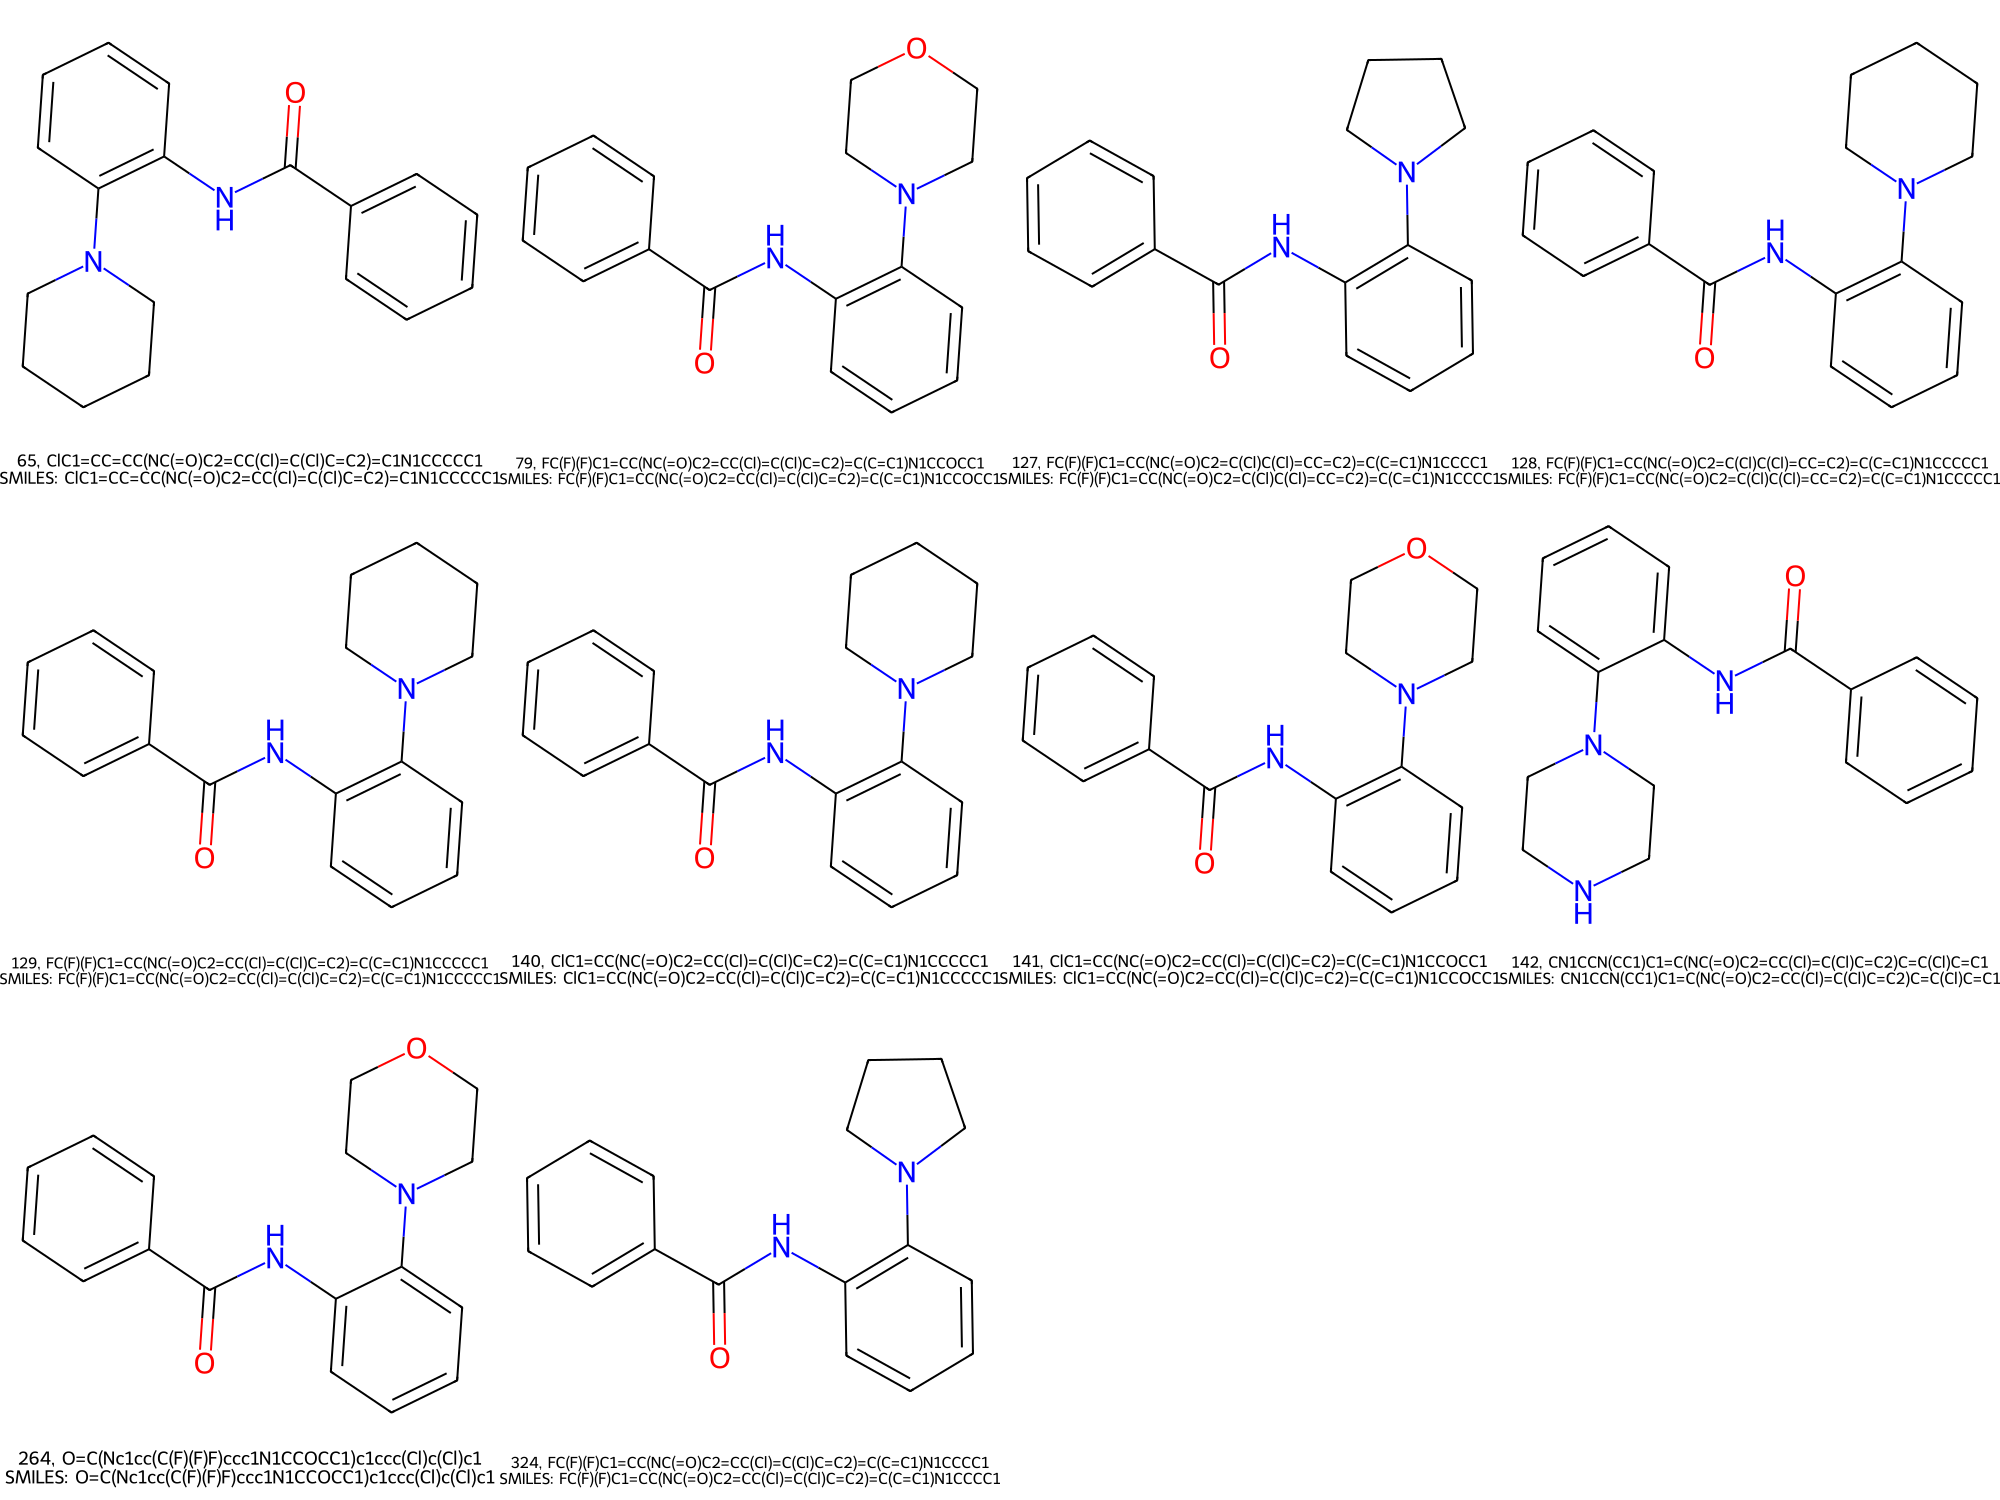 O
NH
N
65, ClC1=CC=CC(NC(=O)C2=CC(Cl)=C(Cl)C=C2)=C1N1CCCCC1
SMILES: ClC1=CC=CC(NC(=O)C2=CC(Cl)=C(Cl)C=C2)=C1N1CCCCC1
O
N
H
N
O
79, FC(F)(F)C1=CC(NC(=O)C2=CC(Cl)=C(Cl)C=C2)=C(C=C1)N1CCOCC1
SMILES: FC(F)(F)C1=CC(NC(=O)C2=CC(Cl)=C(Cl)C=C2)=C(C=C1)N1CCOCC1
N
H
N
O
127, FC(F)(F)C1=CC(NC(=O)C2=C(Cl)C(Cl)=CC=C2)=C(C=C1)N1CCCC1
SMILES: FC(F)(F)C1=CC(NC(=O)C2=C(Cl)C(Cl)=CC=C2)=C(C=C1)N1CCCC1
N
H
N
O
128, FC(F)(F)C1=CC(NC(=O)C2=C(Cl)C(Cl)=CC=C2)=C(C=C1)N1CCCCC1
SMILES: FC(F)(F)C1=CC(NC(=O)C2=C(Cl)C(Cl)=CC=C2)=C(C=C1)N1CCCCC1
N
H
N
O
129, FC(F)(F)C1=CC(NC(=O)C2=CC(Cl)=C(Cl)C=C2)=C(C=C1)N1CCCCC1
SMILES: FC(F)(F)C1=CC(NC(=O)C2=CC(Cl)=C(Cl)C=C2)=C(C=C1)N1CCCCC1
N
H
N
O
140, ClC1=CC(NC(=O)C2=CC(Cl)=C(Cl)C=C2)=C(C=C1)N1CCCCC1
SMILES: ClC1=CC(NC(=O)C2=CC(Cl)=C(Cl)C=C2)=C(C=C1)N1CCCCC1
O
N
H
N
O
141, ClC1=CC(NC(=O)C2=CC(Cl)=C(Cl)C=C2)=C(C=C1)N1CCOCC1
SMILES: ClC1=CC(NC(=O)C2=CC(Cl)=C(Cl)C=C2)=C(C=C1)N1CCOCC1
O
N
H
N
N
H
142, CN1CCN(CC1)C1=C(NC(=O)C2=CC(Cl)=C(Cl)C=C2)C=C(Cl)C=C1
SMILES: CN1CCN(CC1)C1=C(NC(=O)C2=CC(Cl)=C(Cl)C=C2)C=C(Cl)C=C1
O
N
H
N
O
264, O=C(Nc1cc(C(F)(F)F)ccc1N1CCOCC1)c1ccc(Cl)c(Cl)c1
SMILES: O=C(Nc1cc(C(F)(F)F)ccc1N1CCOCC1)c1ccc(Cl)c(Cl)c1
N
H
N
O
324, FC(F)(F)C1=CC(NC(=O)C2=CC(Cl)=C(Cl)C=C2)=C(C=C1)N1CCCC1
SMILES: FC(F)(F)C1=CC(NC(=O)C2=CC(Cl)=C(Cl)C=C2)=C(C=C1)N1CCCC1